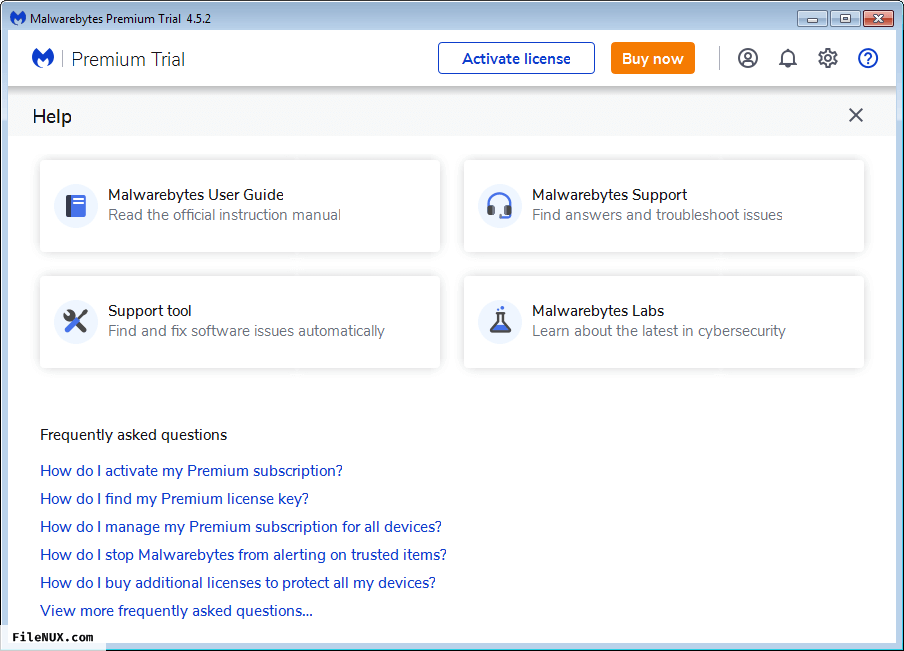 Malwarebytes Premium Trial 4.5.2
Premium Trial
Activate license
Buy now
Help
Malwarebytes User Guide
Read the official instruction manual
Malwarebytes Support
Find answers and troubleshoot issues
Support tool
Find and fix software issues automatically
Malwarebytes Labs
Learn about the latest in cybersecurity
Frequently asked questions
How do I activate my Premium subscription?
How do I find my Premium license key?
How do I manage my Premium subscription for all devices?
How do I stop Malwarebytes from alerting on trusted items?
How do I buy additional licenses to protect all my devices?
View more frequently asked questions...
FileNUX.com